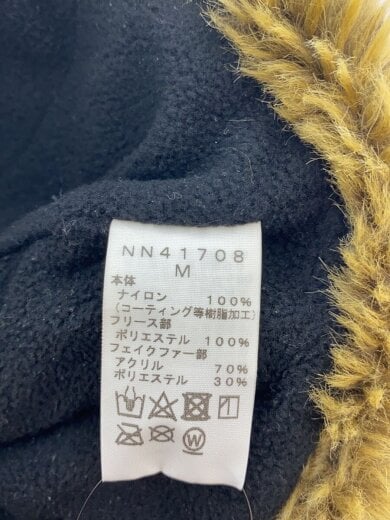 NN41708
M
本体
ナイロン 100%
(コーティング等樹脂加工)
フリース部
ポリエステル 100%
フェイクファー部
アクリル 70%
ポリエステル 30%
W